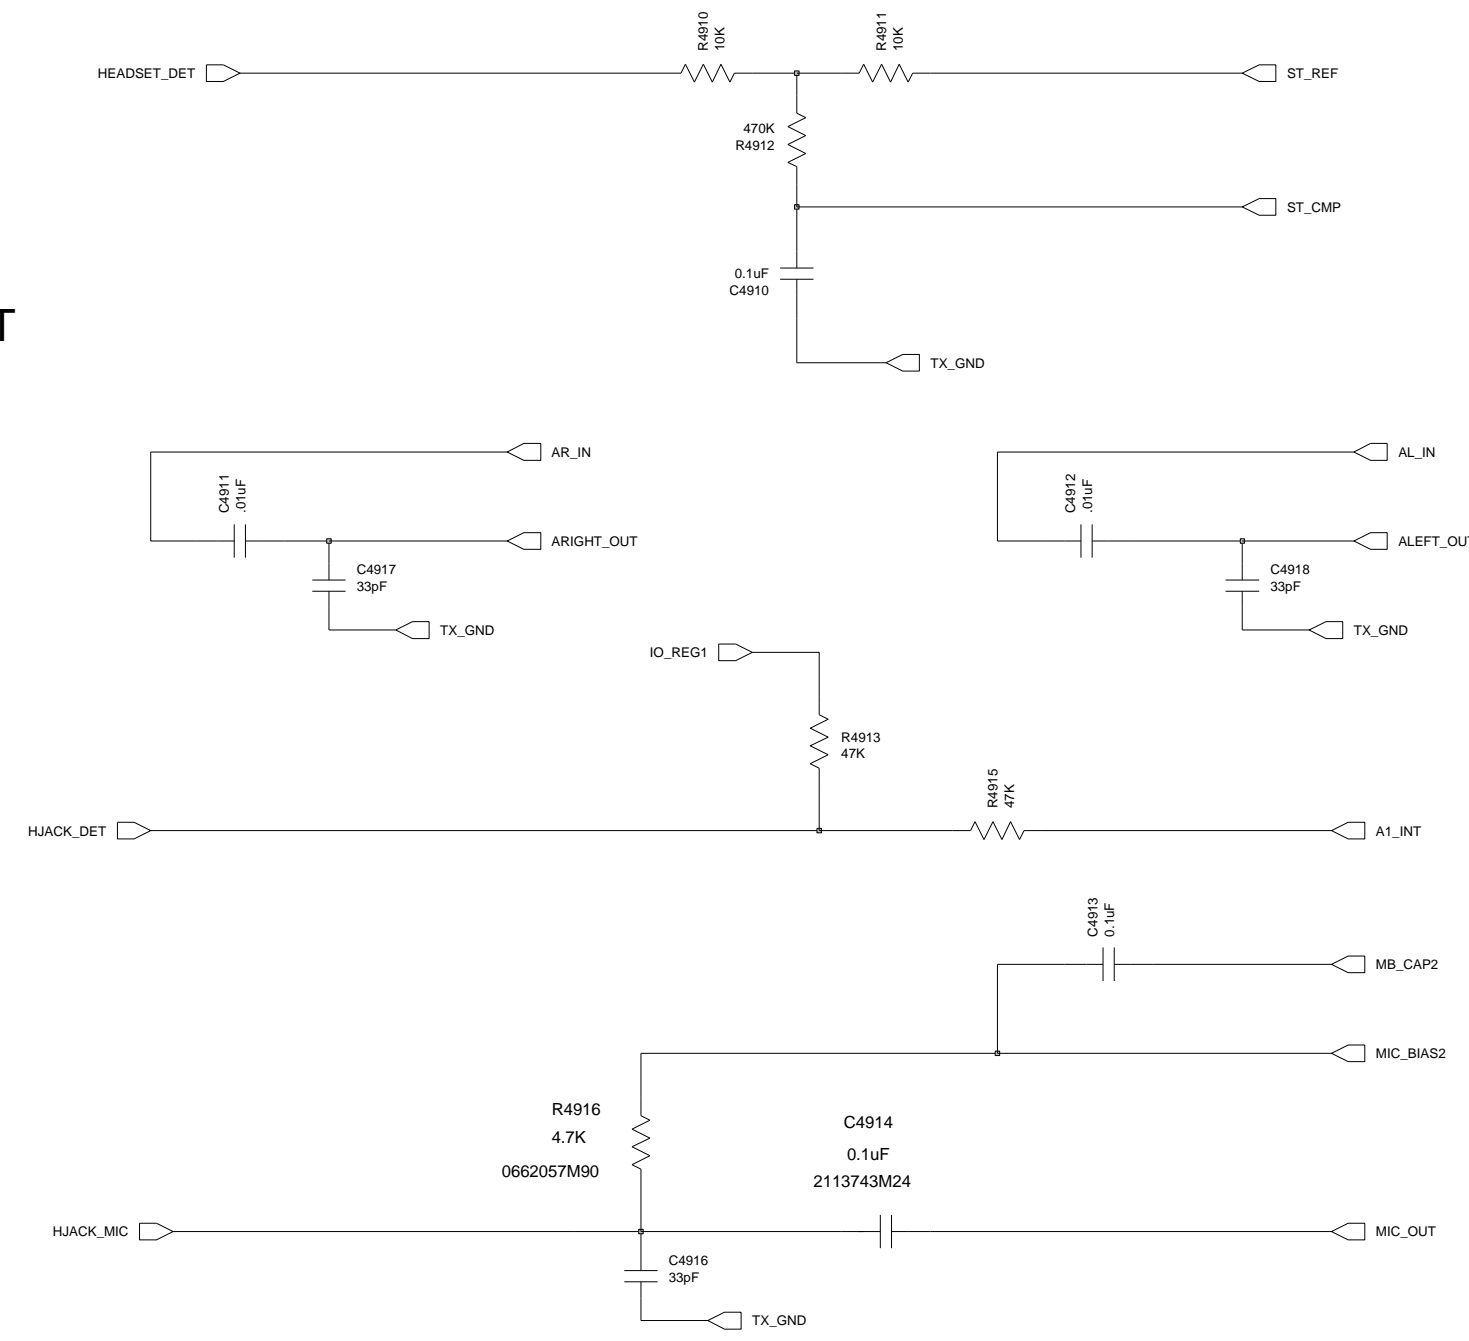 R4910
10K
R4911
10K
HEADSET_DET
ST_REF
470K
R4912
ST_CMP
0.1uF
C4910
T
TX_GND
AR_IN
AL_IN
C4911
.01uF
C4912
.01uF
ARIGHT_OUT
ALEFT_OUT
C4917
33pF
C4918
33pF
TX_GND
TX_GND
IO_REG1
R4913
47K
R4915
47K
HJACK_DET
A1_INT
C4913
0.1uF
MB_CAP2
MIC_BIAS2
R4916
4.7K
0662057M90
C4914
0.1uF
2113743M24
HJACK_MIC
MIC_OUT
C4916
33pF
TX_GND